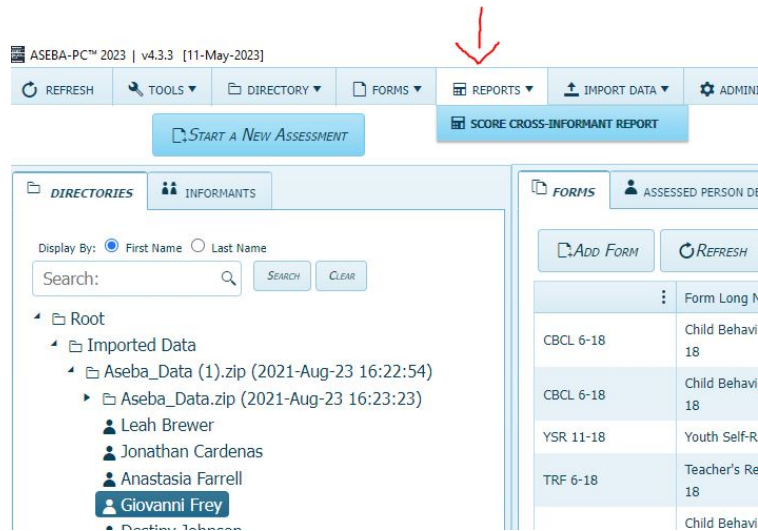 ASEBA-PC™ 2023 | v4.3.3 [11-May-2023]
REFRESH TOOLS ▼ DIRECTORY ▼ FORMS ▼ REPORTS ▼ IMPORT DATA ▼ ADMINI
START A NEW ASSESSMENT
SCORE CROSS-INFORMANT REPORT
DIRECTORIES INFORMANTS
Display By: First Name Last Name
Search: SEARCH CLEAR
Root
Imported Data
Aseba_Data (1).zip (2021-Aug-23 16:22:54)
Aseba_Data.zip (2021-Aug-23 16:23:23)
Leah Brewer
Jonathan Cardenas
Anastasia Farrell
Giovanni Frey
Destiny Johnson
FORMS ASSESSED PERSON DE
ADD FORM REFRESH
Form Long N
CBCL 6-18 Child Behavi
18
CBCL 6-18 Child Behavi
18
YSR 11-18 Youth Self-R
TRF 6-18 Teacher's Re
18
Child Behavi